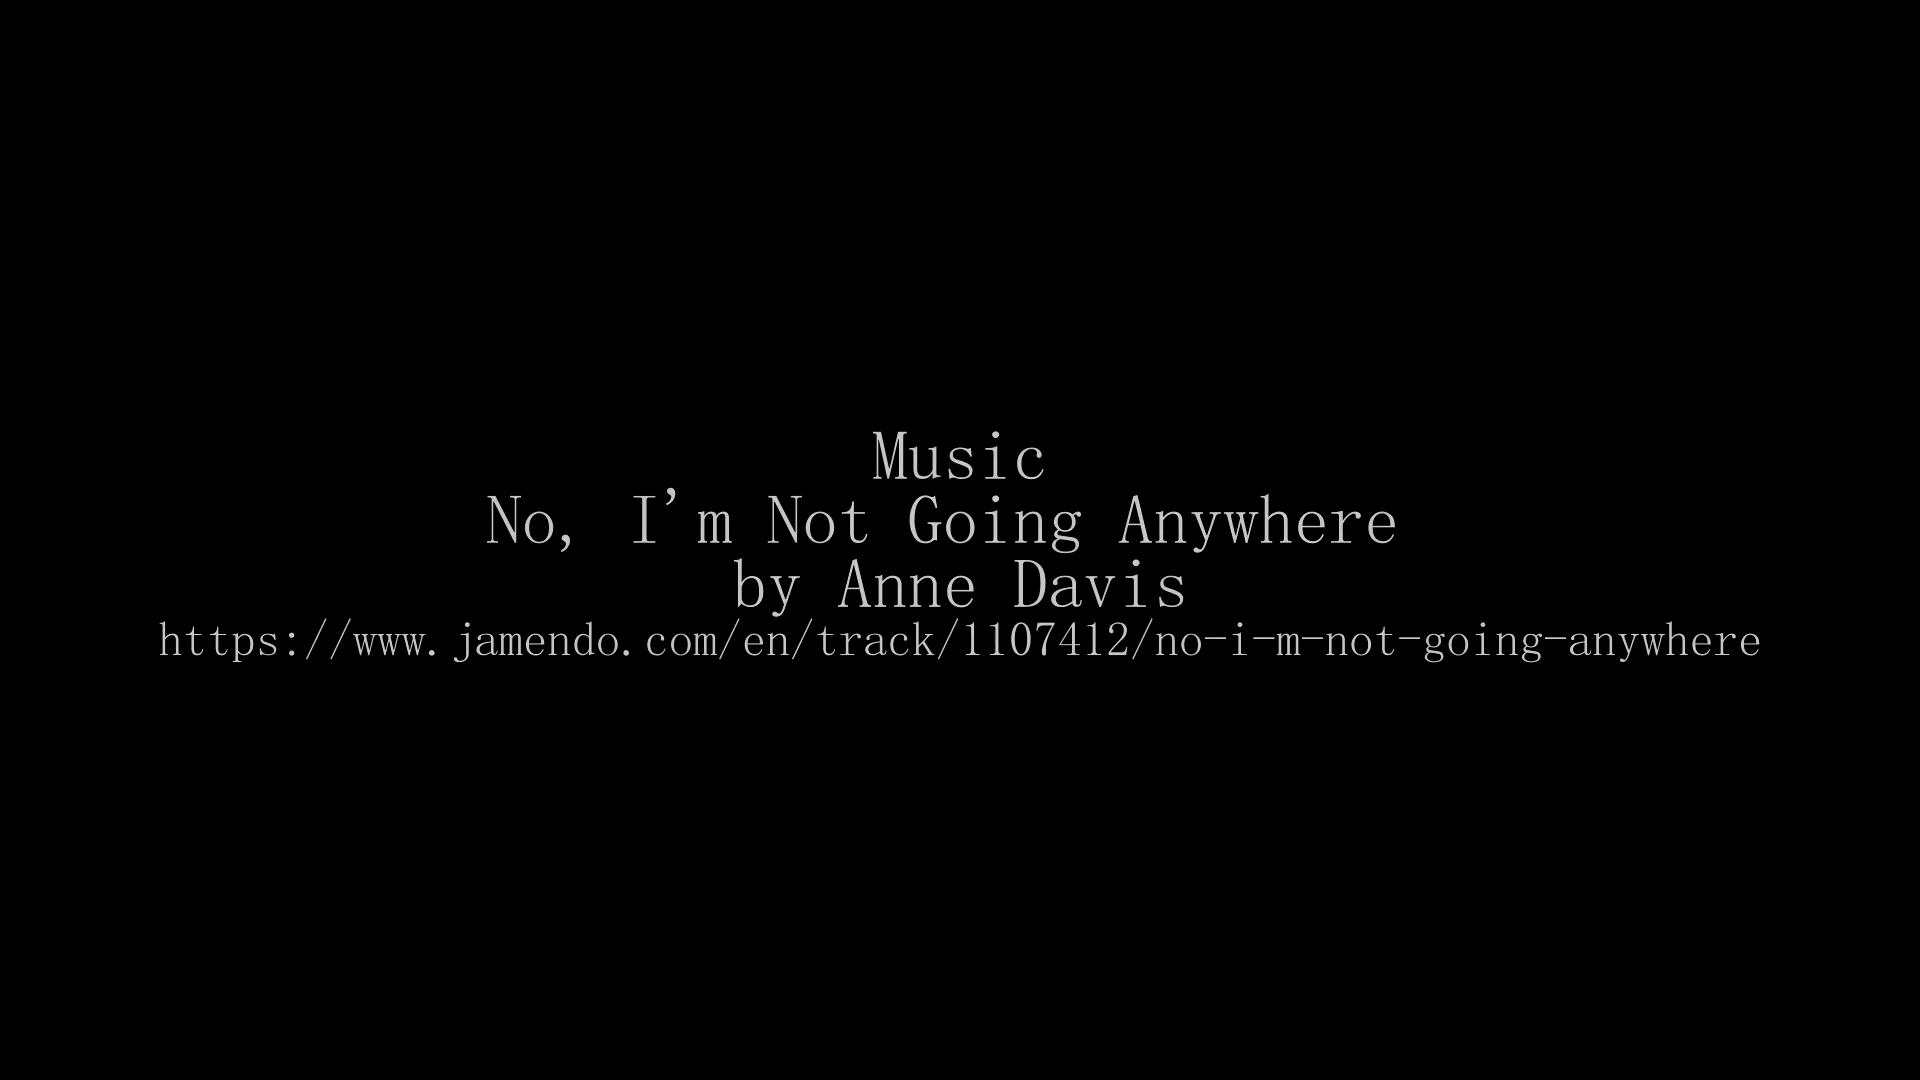 Music
No, I'm Not Going Anywhere
by Anne Davis
https://www.jamendo.com/en/track/1107412/no-i-m-not-going-anywhere